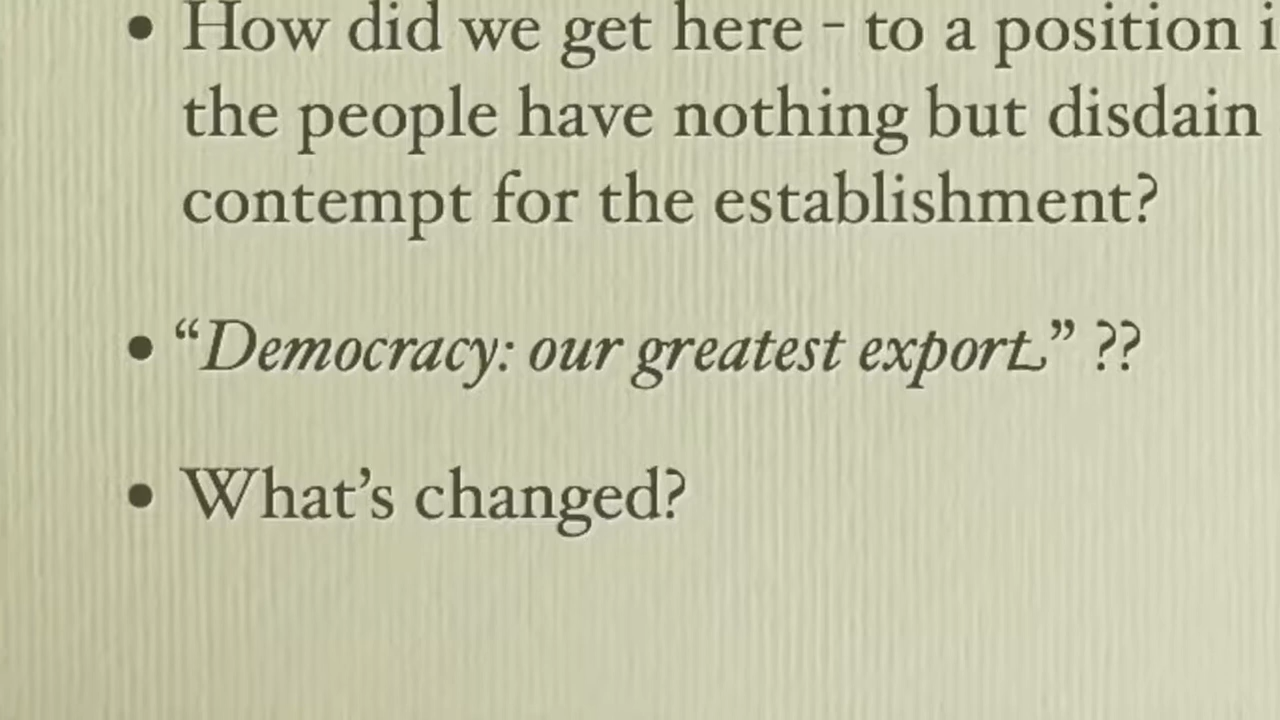 • How did we get here - to a position
the people have nothing but disdain
contempt for the establishment?
• “Democracy: our greatest export” ??
• What’s changed?